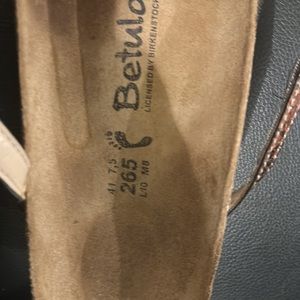 Betula
LICENSED BY BIRKENSTOCK
265
41 7,5
L10 M8